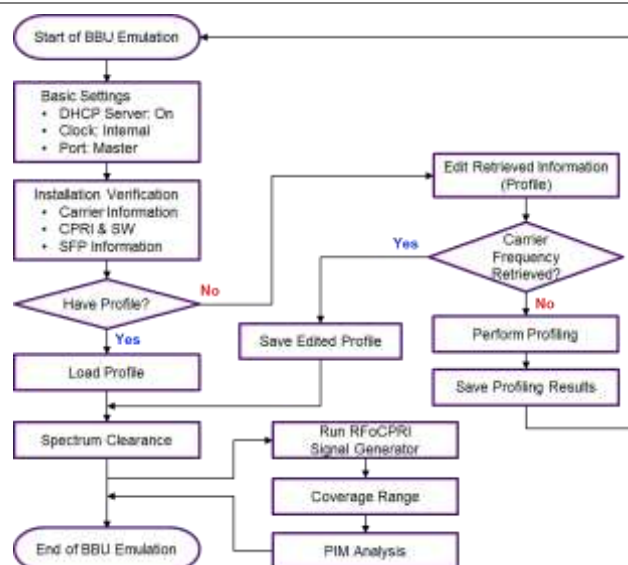 Start of BBU Emulation
Basic Settings
• DHCP Server: On
• Clock: Internal
• Port: Master
Installation Verification
• Carrier Information
• CPRI & SW
• SFP Information
Have Profile?
No
Yes
Load Profile
Spectrum Clearance
End of BBU Emulation
Edit Retrieved Information
(Profile)
Carrier
Frequency
Retrieved?
Yes
No
Save Edited Profile
Perform Profiling
Save Profiling Results
Run RFoCPRI
Signal Generator
Coverage Range
PIM Analysis